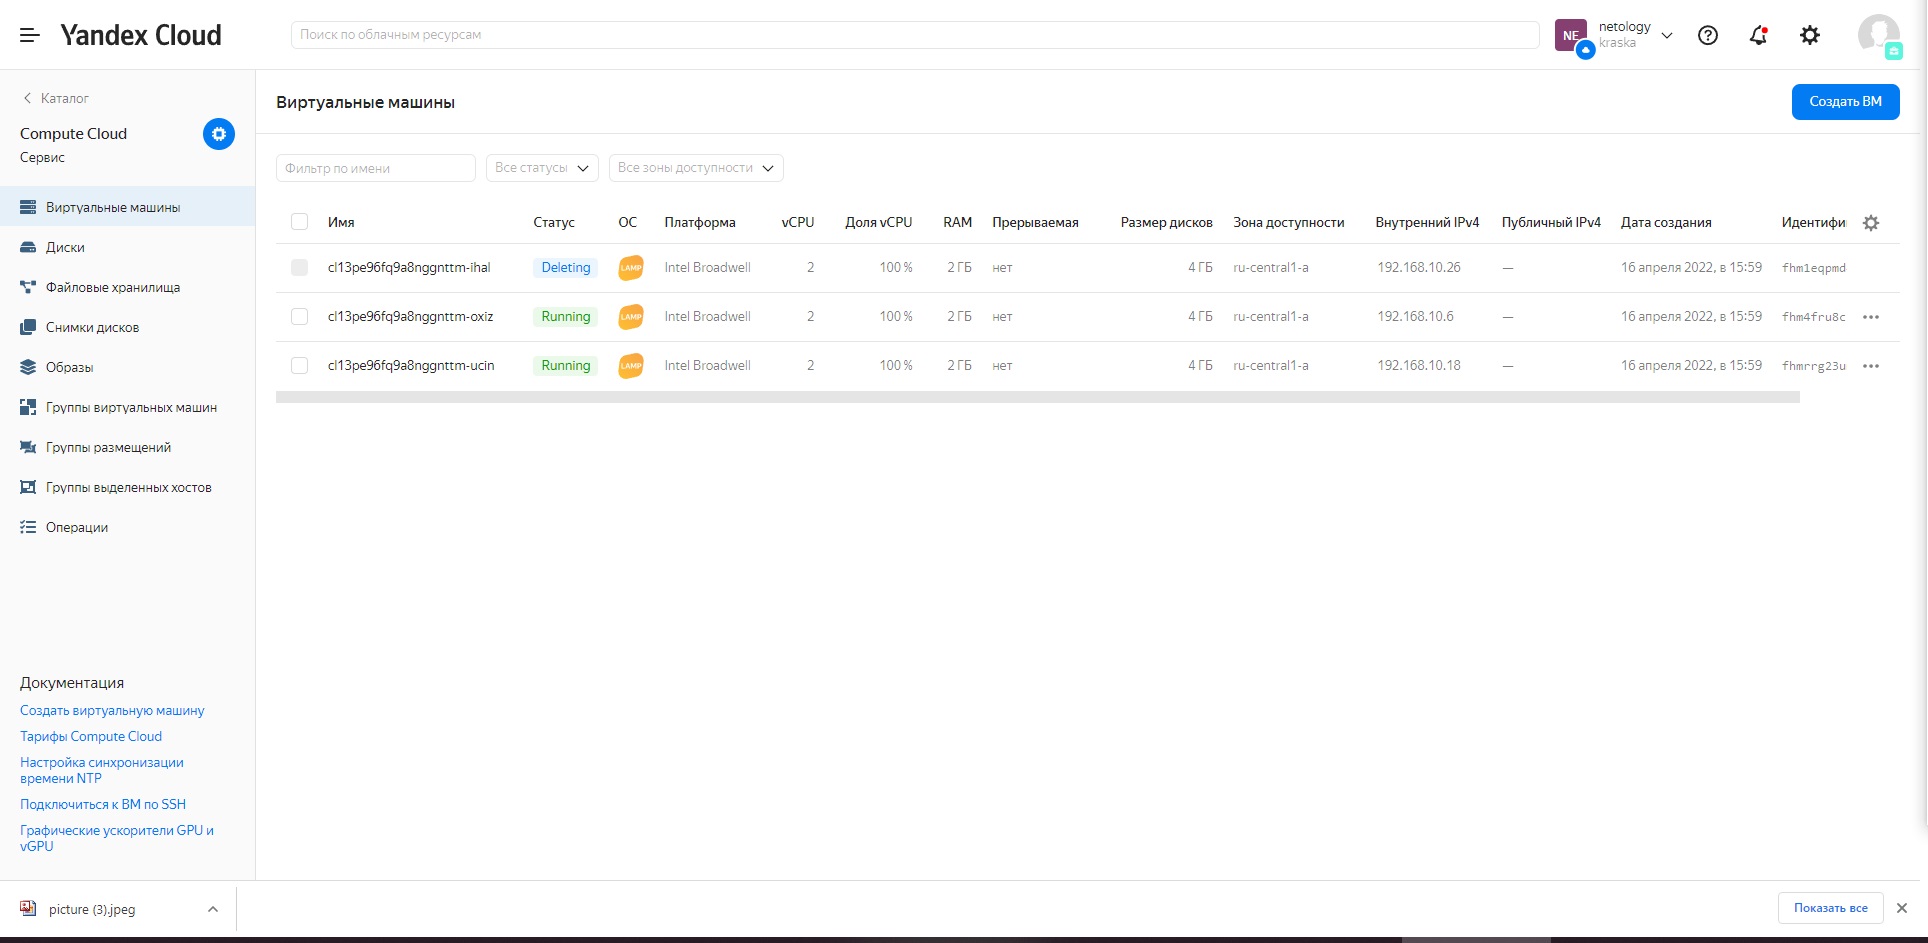 Yandex Cloud
Поиск по облачным ресурсам
NE
netology
kraska
Каталог
Compute Cloud
Сервис
Виртуальные машины
Диски
Файловые хранилища
Снимки дисков
Образы
Группы виртуальных машин
Группы размещений
Группы выделенных хостов
Операции
Документация
Создать виртуальную машину
Тарифы Compute Cloud
Настройка синхронизации
времени NTP
Подключиться к ВМ по SSH
Графические ускорители GPU и
vGPU
Виртуальные машины
Создать ВМ
Фильтр по имени
Все статусы
Все зоны доступности
Имя Статус ОС Платформа vCPU Доля vCPU RAM Прерываемая Размер дисков Зона доступности Внутренний IPv4 Публичный IPv4 Дата создания Идентифи
cl13pe96fq9a8nggnttm-ihal Deleting LAMP Intel Broadwell 2 100 % 2 ГБ нет 4 ГБ ru-central1-a 192.168.10.26 — 16 апреля 2022, в 15:59 fhm1eqpmd
cl13pe96fq9a8nggnttm-oxiz Running LAMP Intel Broadwell 2 100 % 2 ГБ нет 4 ГБ ru-central1-a 192.168.10.6 — 16 апреля 2022, в 15:59 fhm4fru8c
cl13pe96fq9a8nggnttm-ucin Running LAMP Intel Broadwell 2 100 % 2 ГБ нет 4 ГБ ru-central1-a 192.168.10.18 — 16 апреля 2022, в 15:59 fhmrrg23u
picture (3).jpeg
Показать все